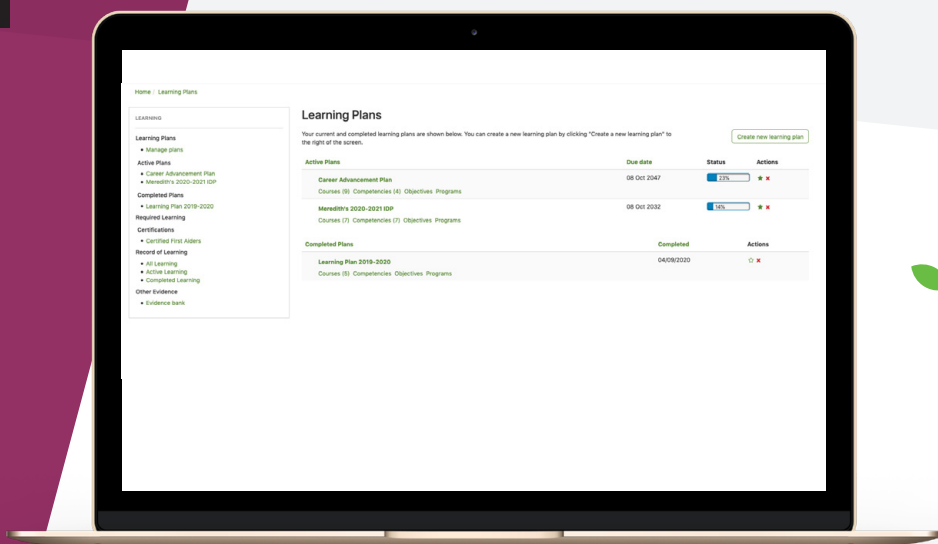 Home / Learning Plans
LEARNING
Learning Plans
Manage plans
Active Plans
Career Advancement Plan
Meredith's 2020-2021 IDP
Completed Plans
Learning Plan 2019-2020
Required Learning
Certifications
Certified First Aiders
Record of Learning
All Learning
Active Learning
Completed Learning
Other Evidence
Evidence bank
Learning Plans
Your current and completed learning plans are shown below. You can create a new learning plan by clicking "Create a new learning plan" to
the right of the screen.
Create new learning plan
Active Plans Due date Status Actions
Career Advancement Plan 08 Oct 2047 23%
Courses (9) Competencies (4) Objectives Programs
Meredith's 2020-2021 IDP 08 Oct 2032 14%
Courses (7) Competencies (7) Objectives Programs
Completed Plans Completed Actions
Learning Plan 2019-2020 04/09/2020
Courses (5) Competencies Objectives Programs